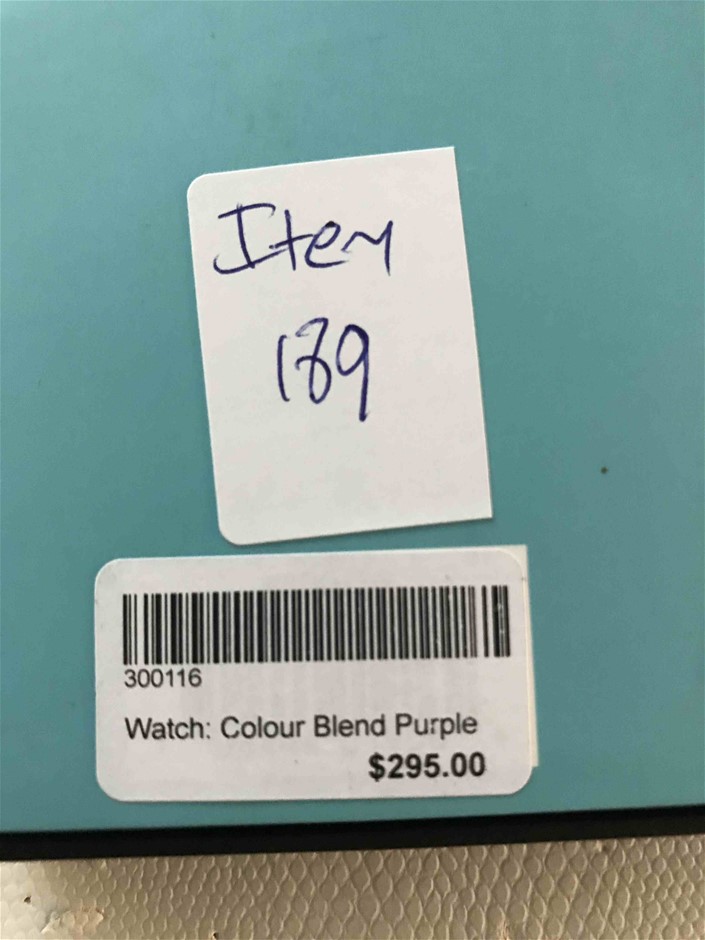 Item
189
300116
Watch: Colour Blend Purple
$295.00